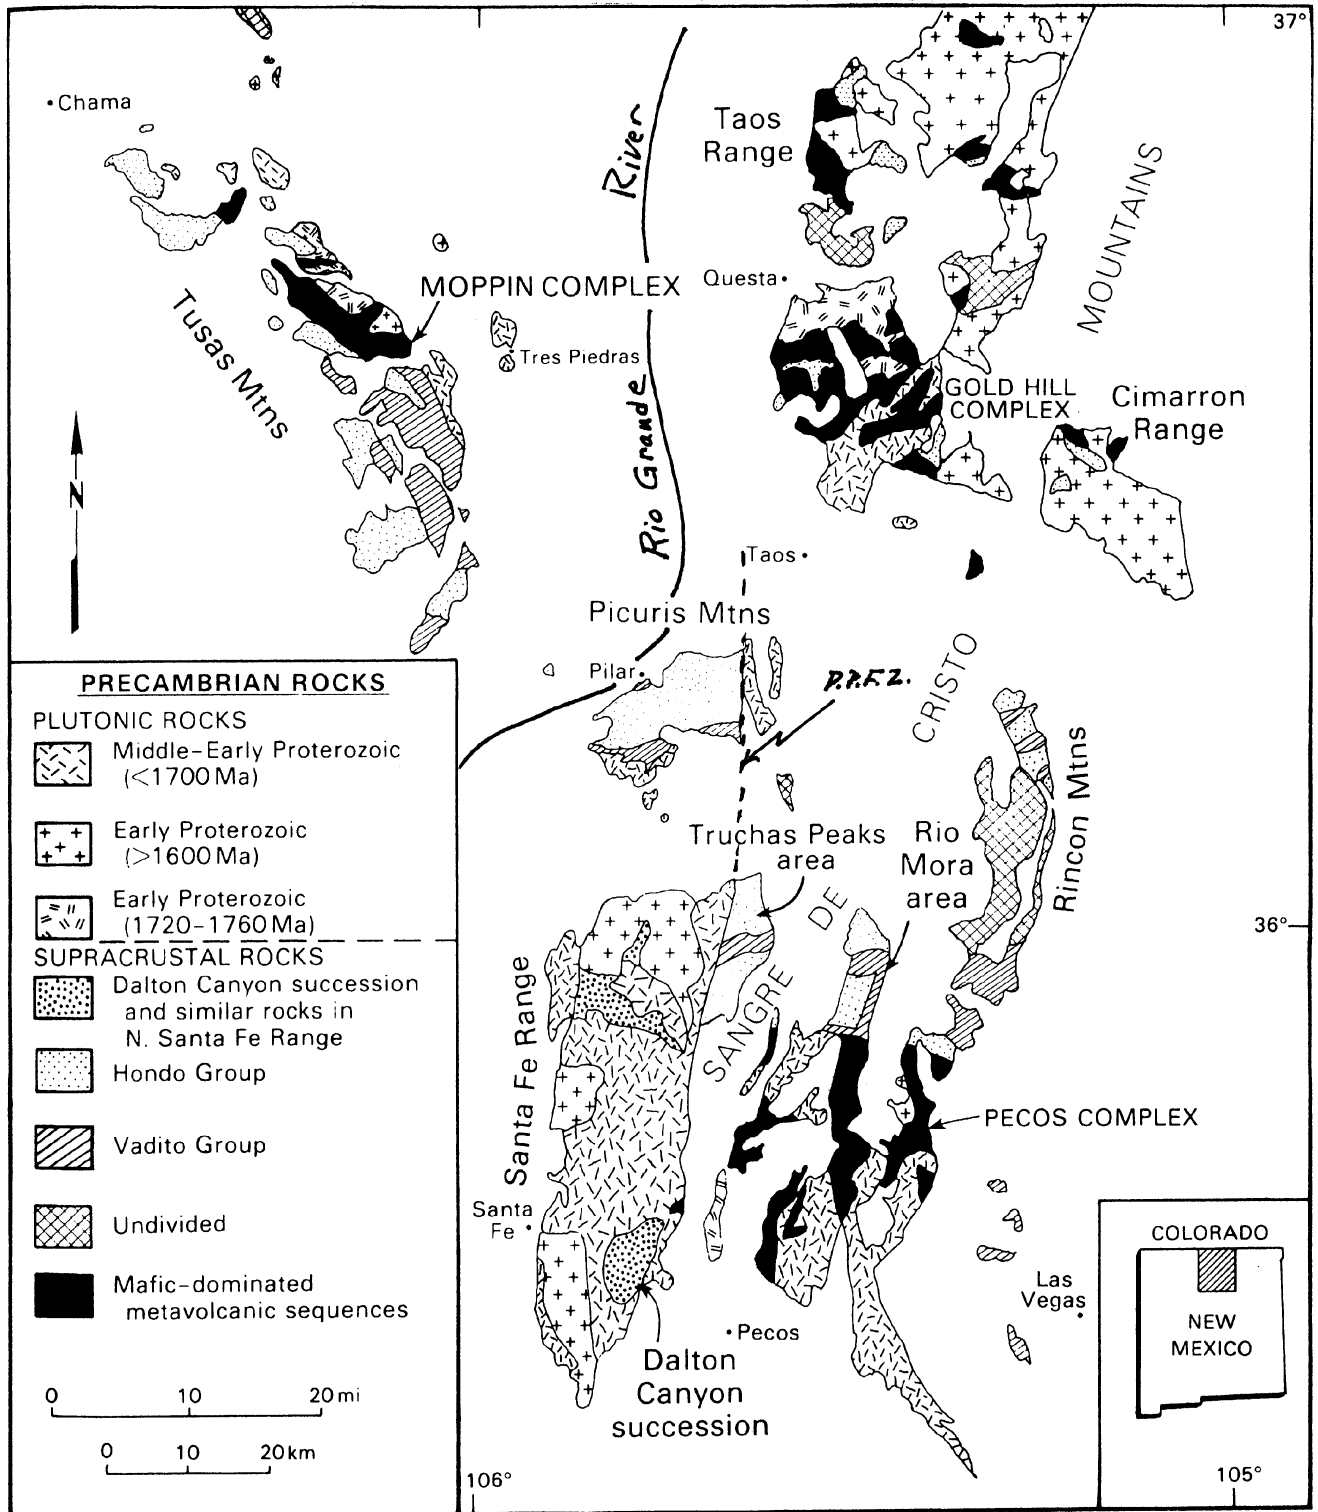 37°
Chama
Taos
Range
River
MOUNTAINS
MOPPIN COMPLEX
Questa
Tusas Mtns
Tres Piedras
GOLD HILL
COMPLEX
Cimarron
Range
Rio Grande
N
Taos
Picuris Mtns
Pilar
P.P.F.Z.
CRISTO
Rincon Mtns
Truchas Peaks
area
Rio
Mora
area
DE
36°
SANGRE
Santa Fe Range
PECOS COMPLEX
Santa
Fe
Las
Vegas
Pecos
Dalton
Canyon
succession
106°
105°
PRECAMBRIAN ROCKS
PLUTONIC ROCKS
Middle-Early Proterozoic
(<1700 Ma)
Early Proterozoic
(>1600 Ma)
Early Proterozoic
(1720-1760 Ma)
SUPRACRUSTAL ROCKS
Dalton Canyon succession
and similar rocks in
N. Santa Fe Range
Hondo Group
Vadito Group
Undivided
Mafic-dominated
metavolcanic sequences
0 10 20 mi
0 10 20 km
COLORADO
NEW
MEXICO